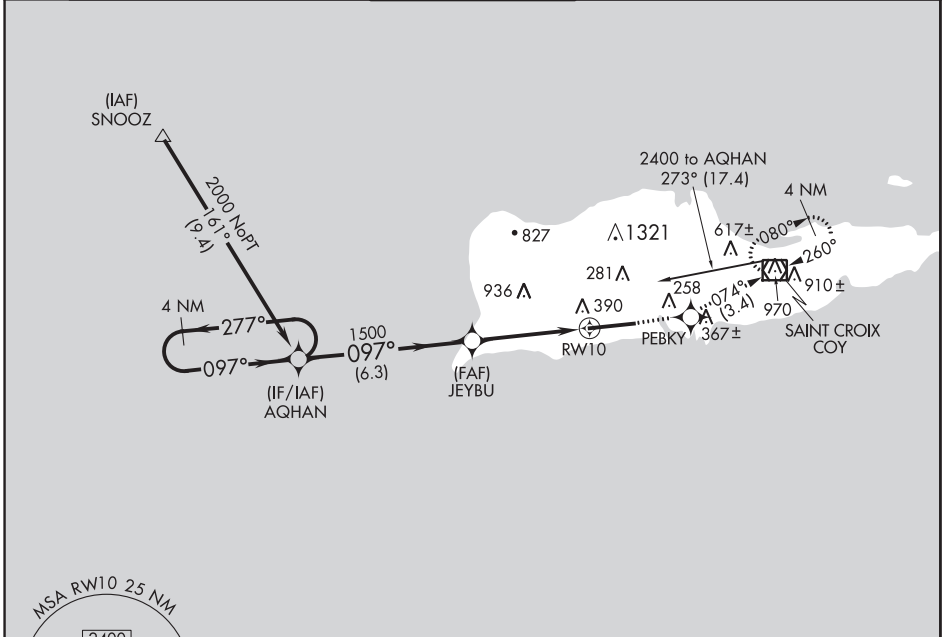 (IAF)
SNOOZ
2000 NoPT
161°
(9.4)
2400 to AQHAN
273° (17.4)
4 NM
617±
080°
260°
827
1321
281
936
258
390
074°
(3.4)
910±
970
367±
SAINT CROIX
COY
PEBKY
RW10
4 NM
277°
097°
1500
097°
(6.3)
(IF/IAF)
AQHAN
(FAF)
JEYBU
MSA RW10 25 NM